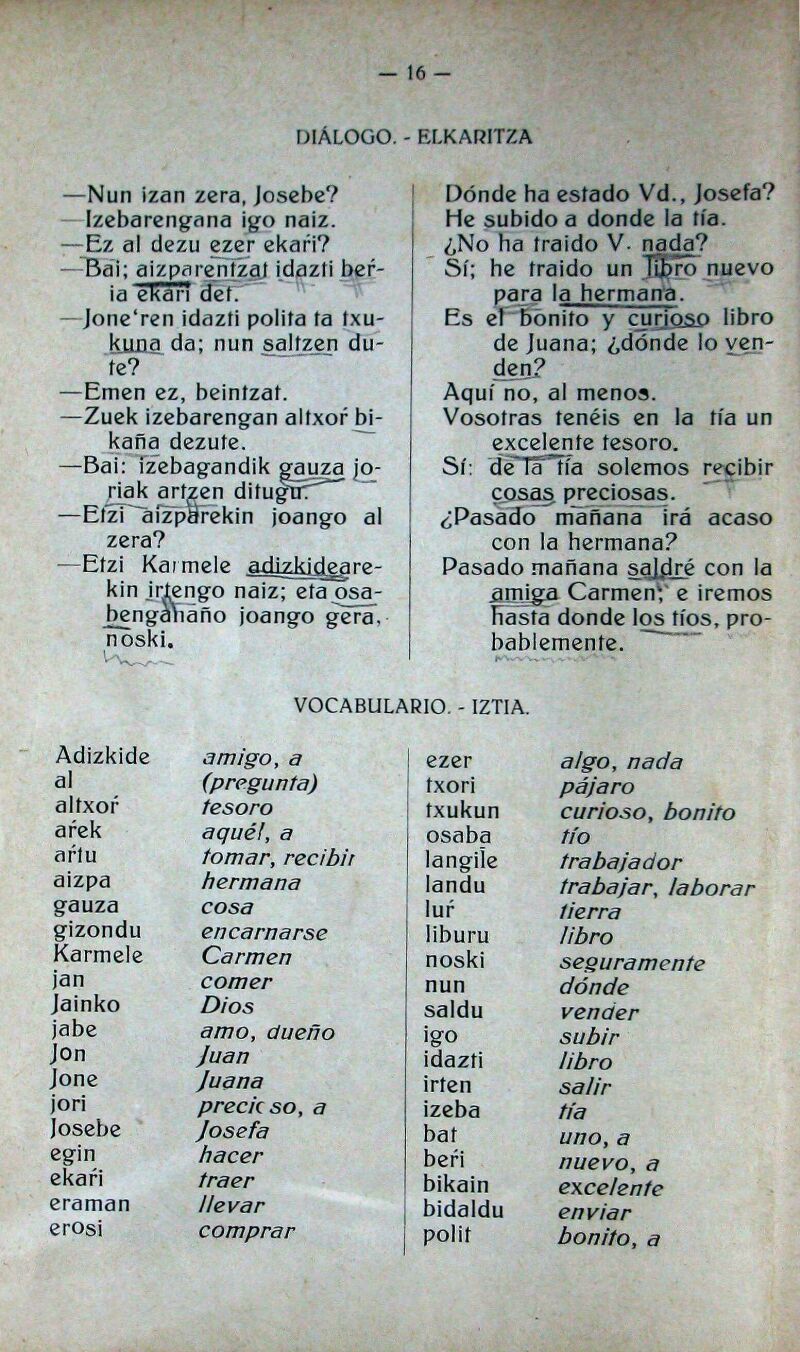 — 16 —
DIÁLOGO. - ELKARITZA
—Nun izan zera, Josebe?
—Izebarengana igo naiz.
—Ez al dezu ezer ekaŕi?
—Bai; aizparentzat idazti beŕ-
ia ekaŕi det.
—Jone‘ren idazti polita ta txu-
kuna da; nun saltzen du-
te?
—Emen ez, beintzat.
—Zuek izebarengan altxoŕ bi-
kaña dezute.
—Bai: izebagandik gauza jo-
riak artzen ditugu.
—Etzi aizparekin joango al
zera?
—Etzi Karmele adizkideare-
kin irtengo naiz; eta osa-
bengañaño joango gera,
noski.
Dónde ha estado Vd., Josefa?
He subido a donde la tía.
¿No ha traido V. nada?
Sí; he traido un libro nuevo
para la hermana.
Es el bonito y curioso libro
de Juana; ¿dónde lo ven-
den?
Aquí no, al menos.
Vosotras tenéis en la tía un
excelente tesoro.
Sí: de la tía solemos recibir
cosas preciosas.
¿Pasado mañana irá acaso
con la hermana?
Pasado mañana saldré con la
amiga Carmen; e iremos
hasta donde los tíos, pro-
bablemente.
VOCABULARIO. - IZTIA.
Adizkide amigo, a
al (pregunta)
altxoŕ tesoro
aŕek aquél, a
aŕtu tomar, recibir
aizpa hermana
gauza cosa
gizondu encarnarse
Karmele Carmen
jan comer
Jainko Dios
jabe amo, dueño
Jon Juan
Jone Juana
jori precioso, a
Josebe Josefa
egin hacer
ekaŕi traer
eraman llevar
erosi comprar
ezer algo, nada
txori pájaro
txukun curioso, bonito
osaba tío
langile trabajador
landu trabajar, laborar
luŕ tierra
liburu libro
noski seguramente
nun dónde
saldu vender
igo subir
idazti libro
irten salir
izeba tía
bat uno, a
beŕi nuevo, a
bikain excelente
bidaldu enviar
polit bonito, a